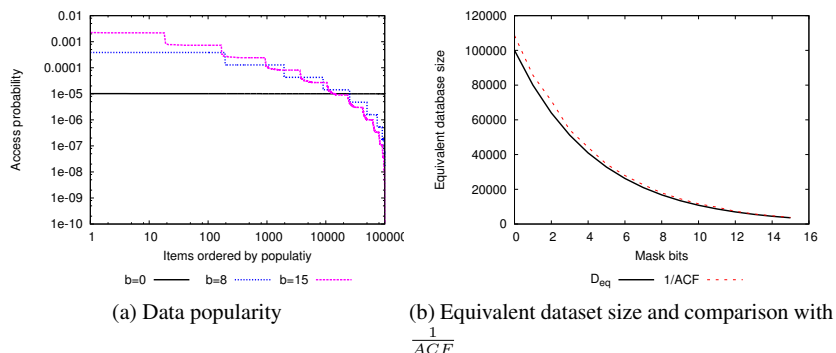 0.01
0.001
0.0001
1e-05
1e-06
1e-07
1e-08
1e-09
1e-10
Access probability
1 10 100 1000 10000 100000
Items ordered by populatiy
b=0 b=8 b=15
(a) Data popularity
120000
100000
80000
60000
40000
20000
0
Equivalent database size
0 2 4 6 8 10 12 14 16
Mask bits
D_eq 1/ACF
(b) Equivalent dataset size and comparison with
1/ACF